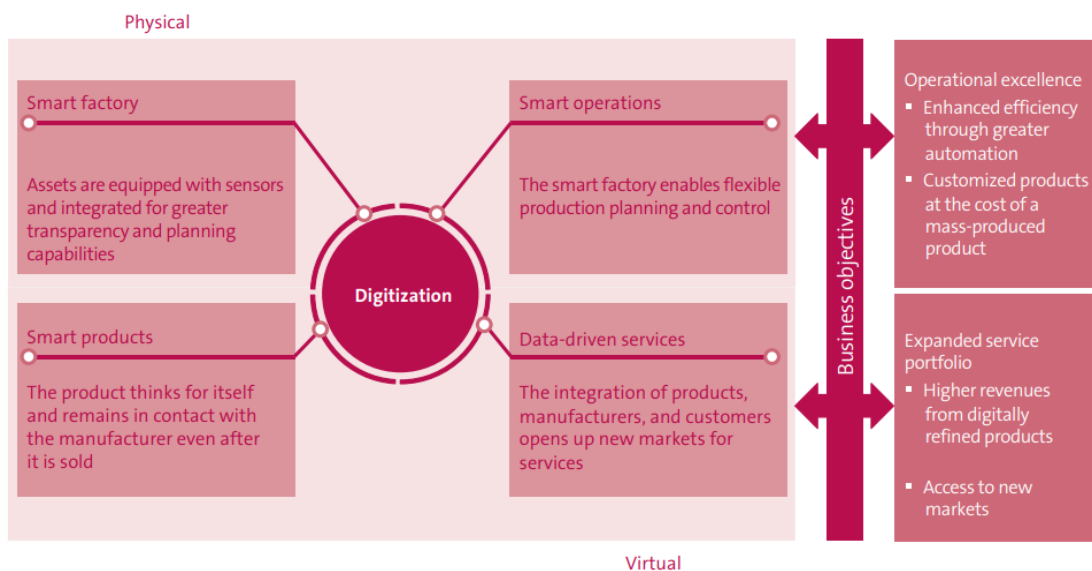 Physical
Smart factory
Assets are equipped with sensors
and integrated for greater
transparency and planning
capabilities
Smart operations
The smart factory enables flexible
production planning and control
Digitization
Smart products
The product thinks for itself
and remains in contact with
the manufacturer even after
it is sold
Data-driven services
The integration of products,
manufacturers, and customers
opens up new markets for
services
Virtual
Business objectives
Operational excellence
▪ Enhanced efficiency
through greater
automation
▪ Customized products
at the cost of a
mass-produced
product
Expanded service
portfolio
▪ Higher revenues
from digitally
refined products
▪ Access to new
markets